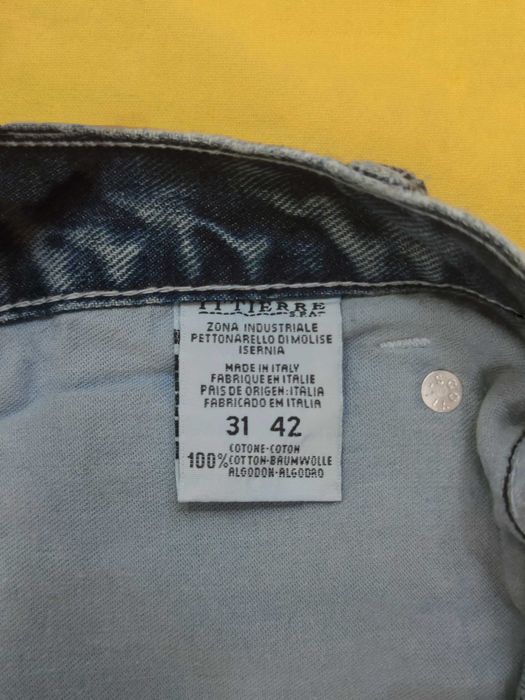 ITTIERRE
S.P.A.
ZONA INDUSTRIALE
PETTONARELLO DI MOLISE
ISERNIA
MADE IN ITALY
FABRIQUE EN ITALIE
PAIS DE ORIGEN:ITALIA
FABRICADO EM ITALIA
31 42
COTONE-COTON
100% COTTON-BAUMWOLLE
ALGODON-ALGODAO